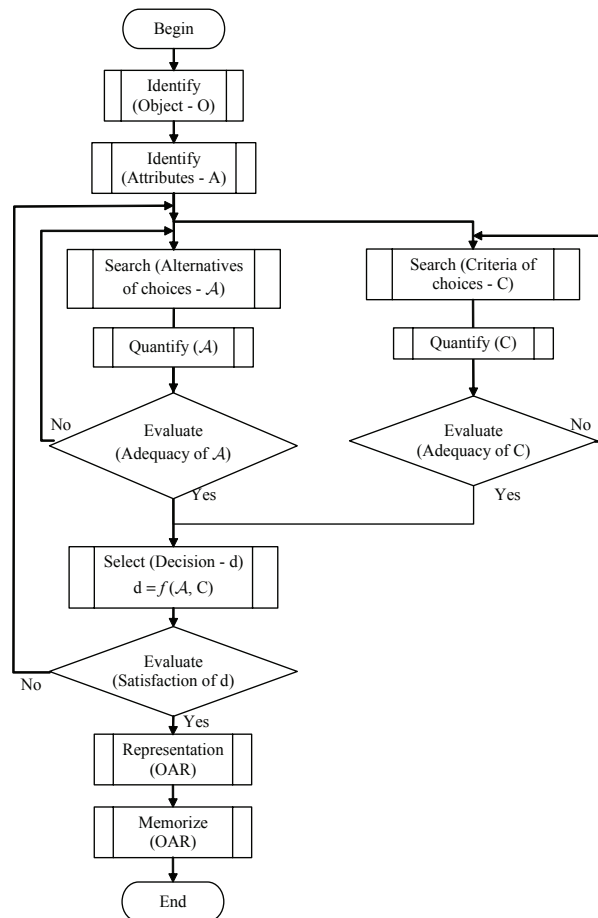 Begin
Identify
(Object - O)
Identify
(Attributes - A)
Search (Alternatives
of choices - 𝒜)
Search (Criteria of
choices - C)
Quantify (𝒜)
Quantify (C)
No
Evaluate
(Adequacy of 𝒜)
Yes
Evaluate
(Adequacy of C)
No
Yes
Select (Decision - d)
d = f (𝒜, C)
Evaluate
(Satisfaction of d)
No
Yes
Representation
(OAR)
Memorize
(OAR)
End